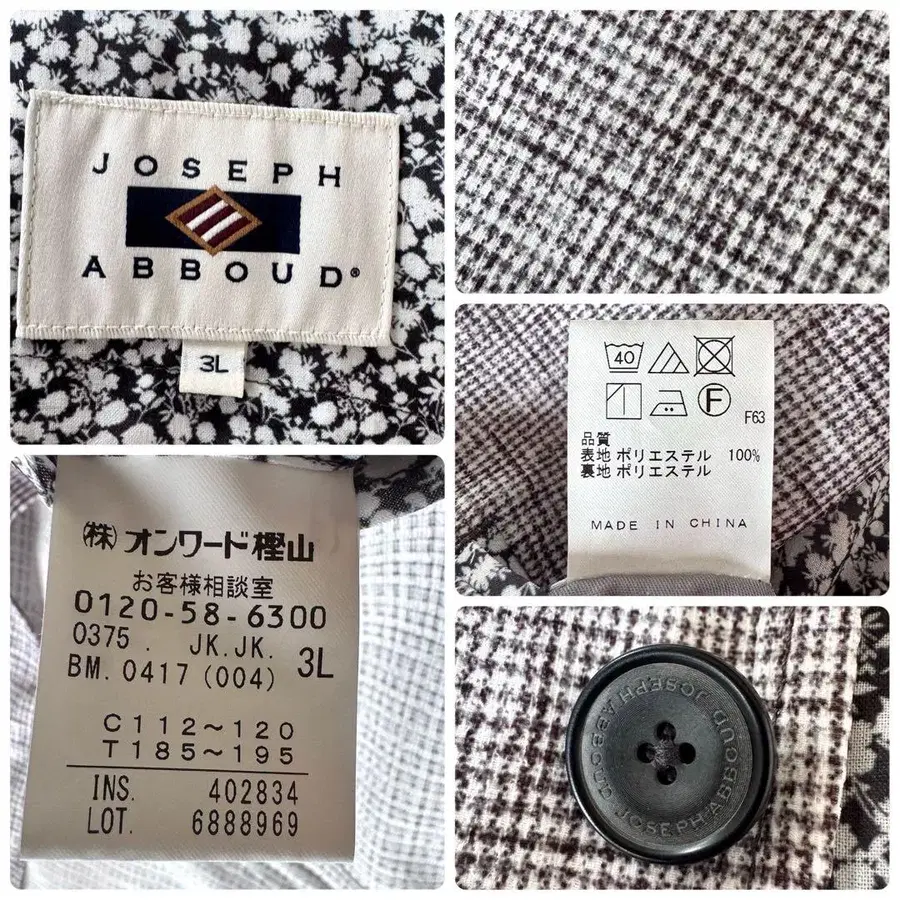 JOSEPH
ABBOUD®
3L
40
F
F63
品質
表地 ポリエステル 100%
裏地 ポリエステル
MADE IN CHINA
㈱オンワード樫山
お客様相談室
0120-58-6300
0375. JK.JK. 3L
BM. 0417 (004)
C112~120
T185~195
INS. 402834
LOT. 6888969
JOSEPH ABBOUD JOSEPH ABBOUD